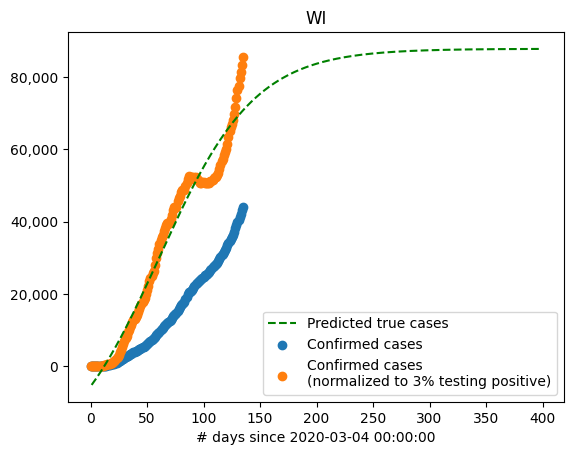 WI
80,000
60,000
40,000
20,000
0
Predicted true cases
Confirmed cases
Confirmed cases
(normalized to 3% testing positive)
0 50 100 150 200 250 300 350 400
# days since 2020-03-04 00:00:00